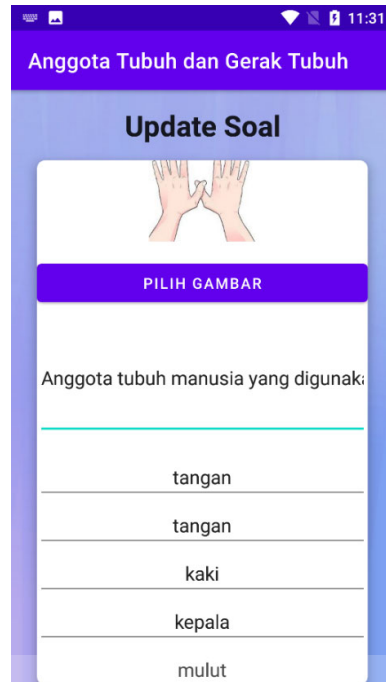 11:31
Anggota Tubuh dan Gerak Tubuh
Update Soal
PILIH GAMBAR
Anggota tubuh manusia yang digunaka
tangan
tangan
kaki
kepala
mulut